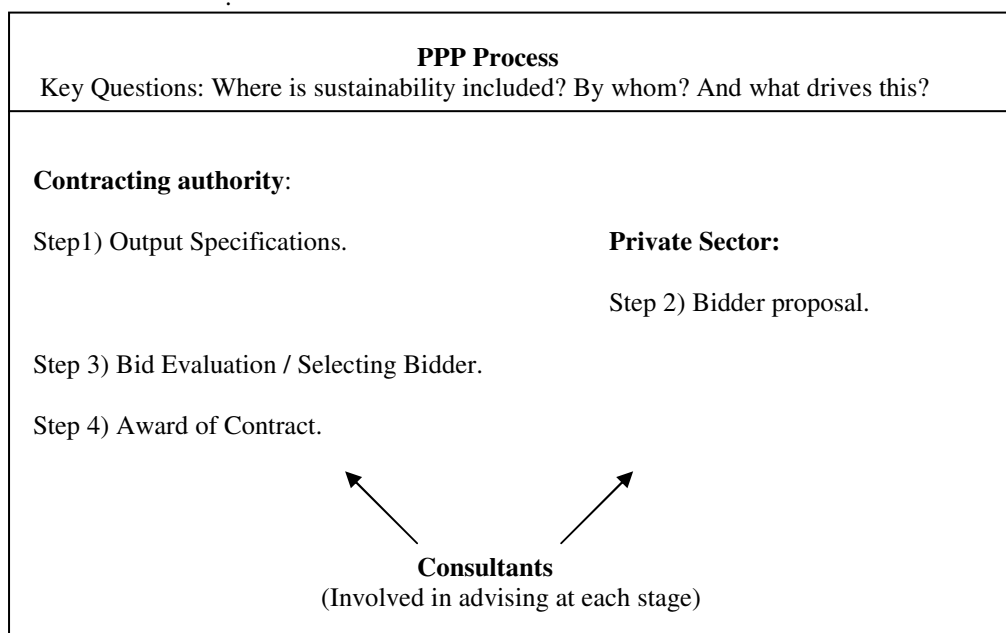 PPP Process
Key Questions: Where is sustainability included? By whom? And what drives this?
Contracting authority:
Step1) Output Specifications.
Private Sector:
Step 2) Bidder proposal.
Step 3) Bid Evaluation / Selecting Bidder.
Step 4) Award of Contract.
Consultants
(Involved in advising at each stage)